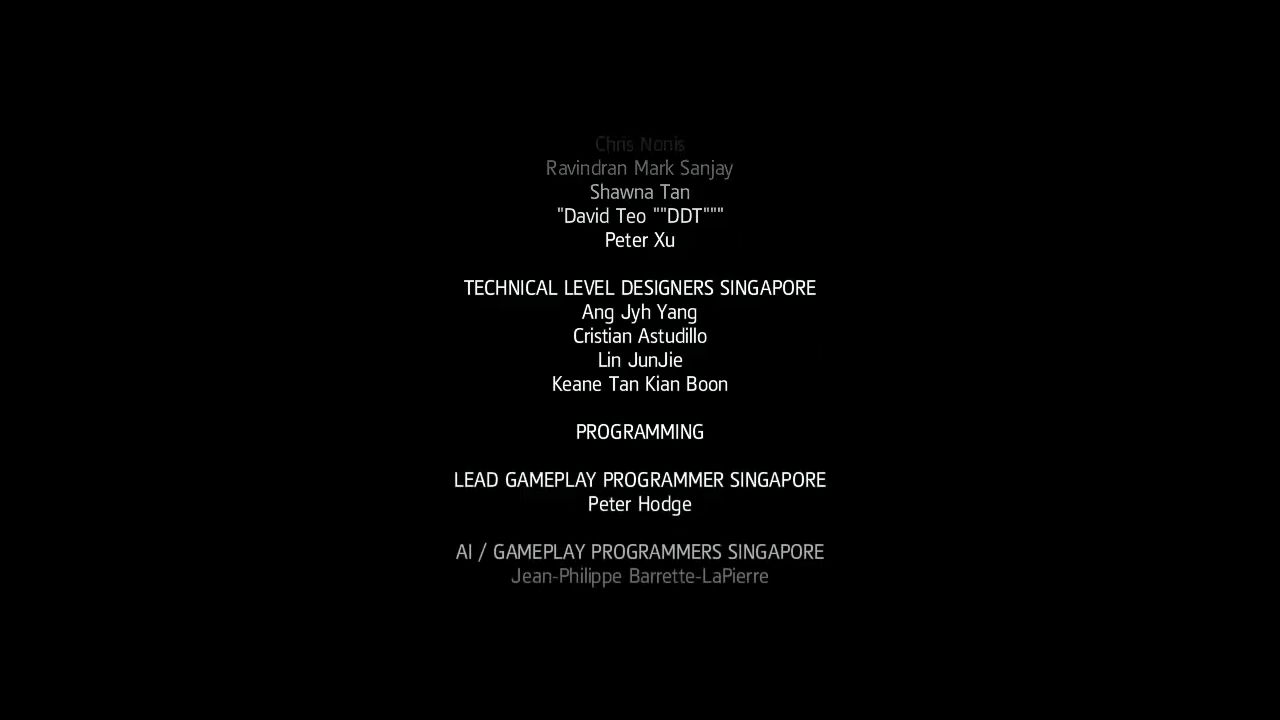 Chris Nonis
Ravindran Mark Sanjay
Shawna Tan
"David Teo ""DDT"""
Peter Xu
TECHNICAL LEVEL DESIGNERS SINGAPORE
Ang Jyh Yang
Cristian Astudillo
Lin JunJie
Keane Tan Kian Boon
PROGRAMMING
LEAD GAMEPLAY PROGRAMMER SINGAPORE
Peter Hodge
AI / GAMEPLAY PROGRAMMERS SINGAPORE
Jean-Philippe Barrette-LaPierre